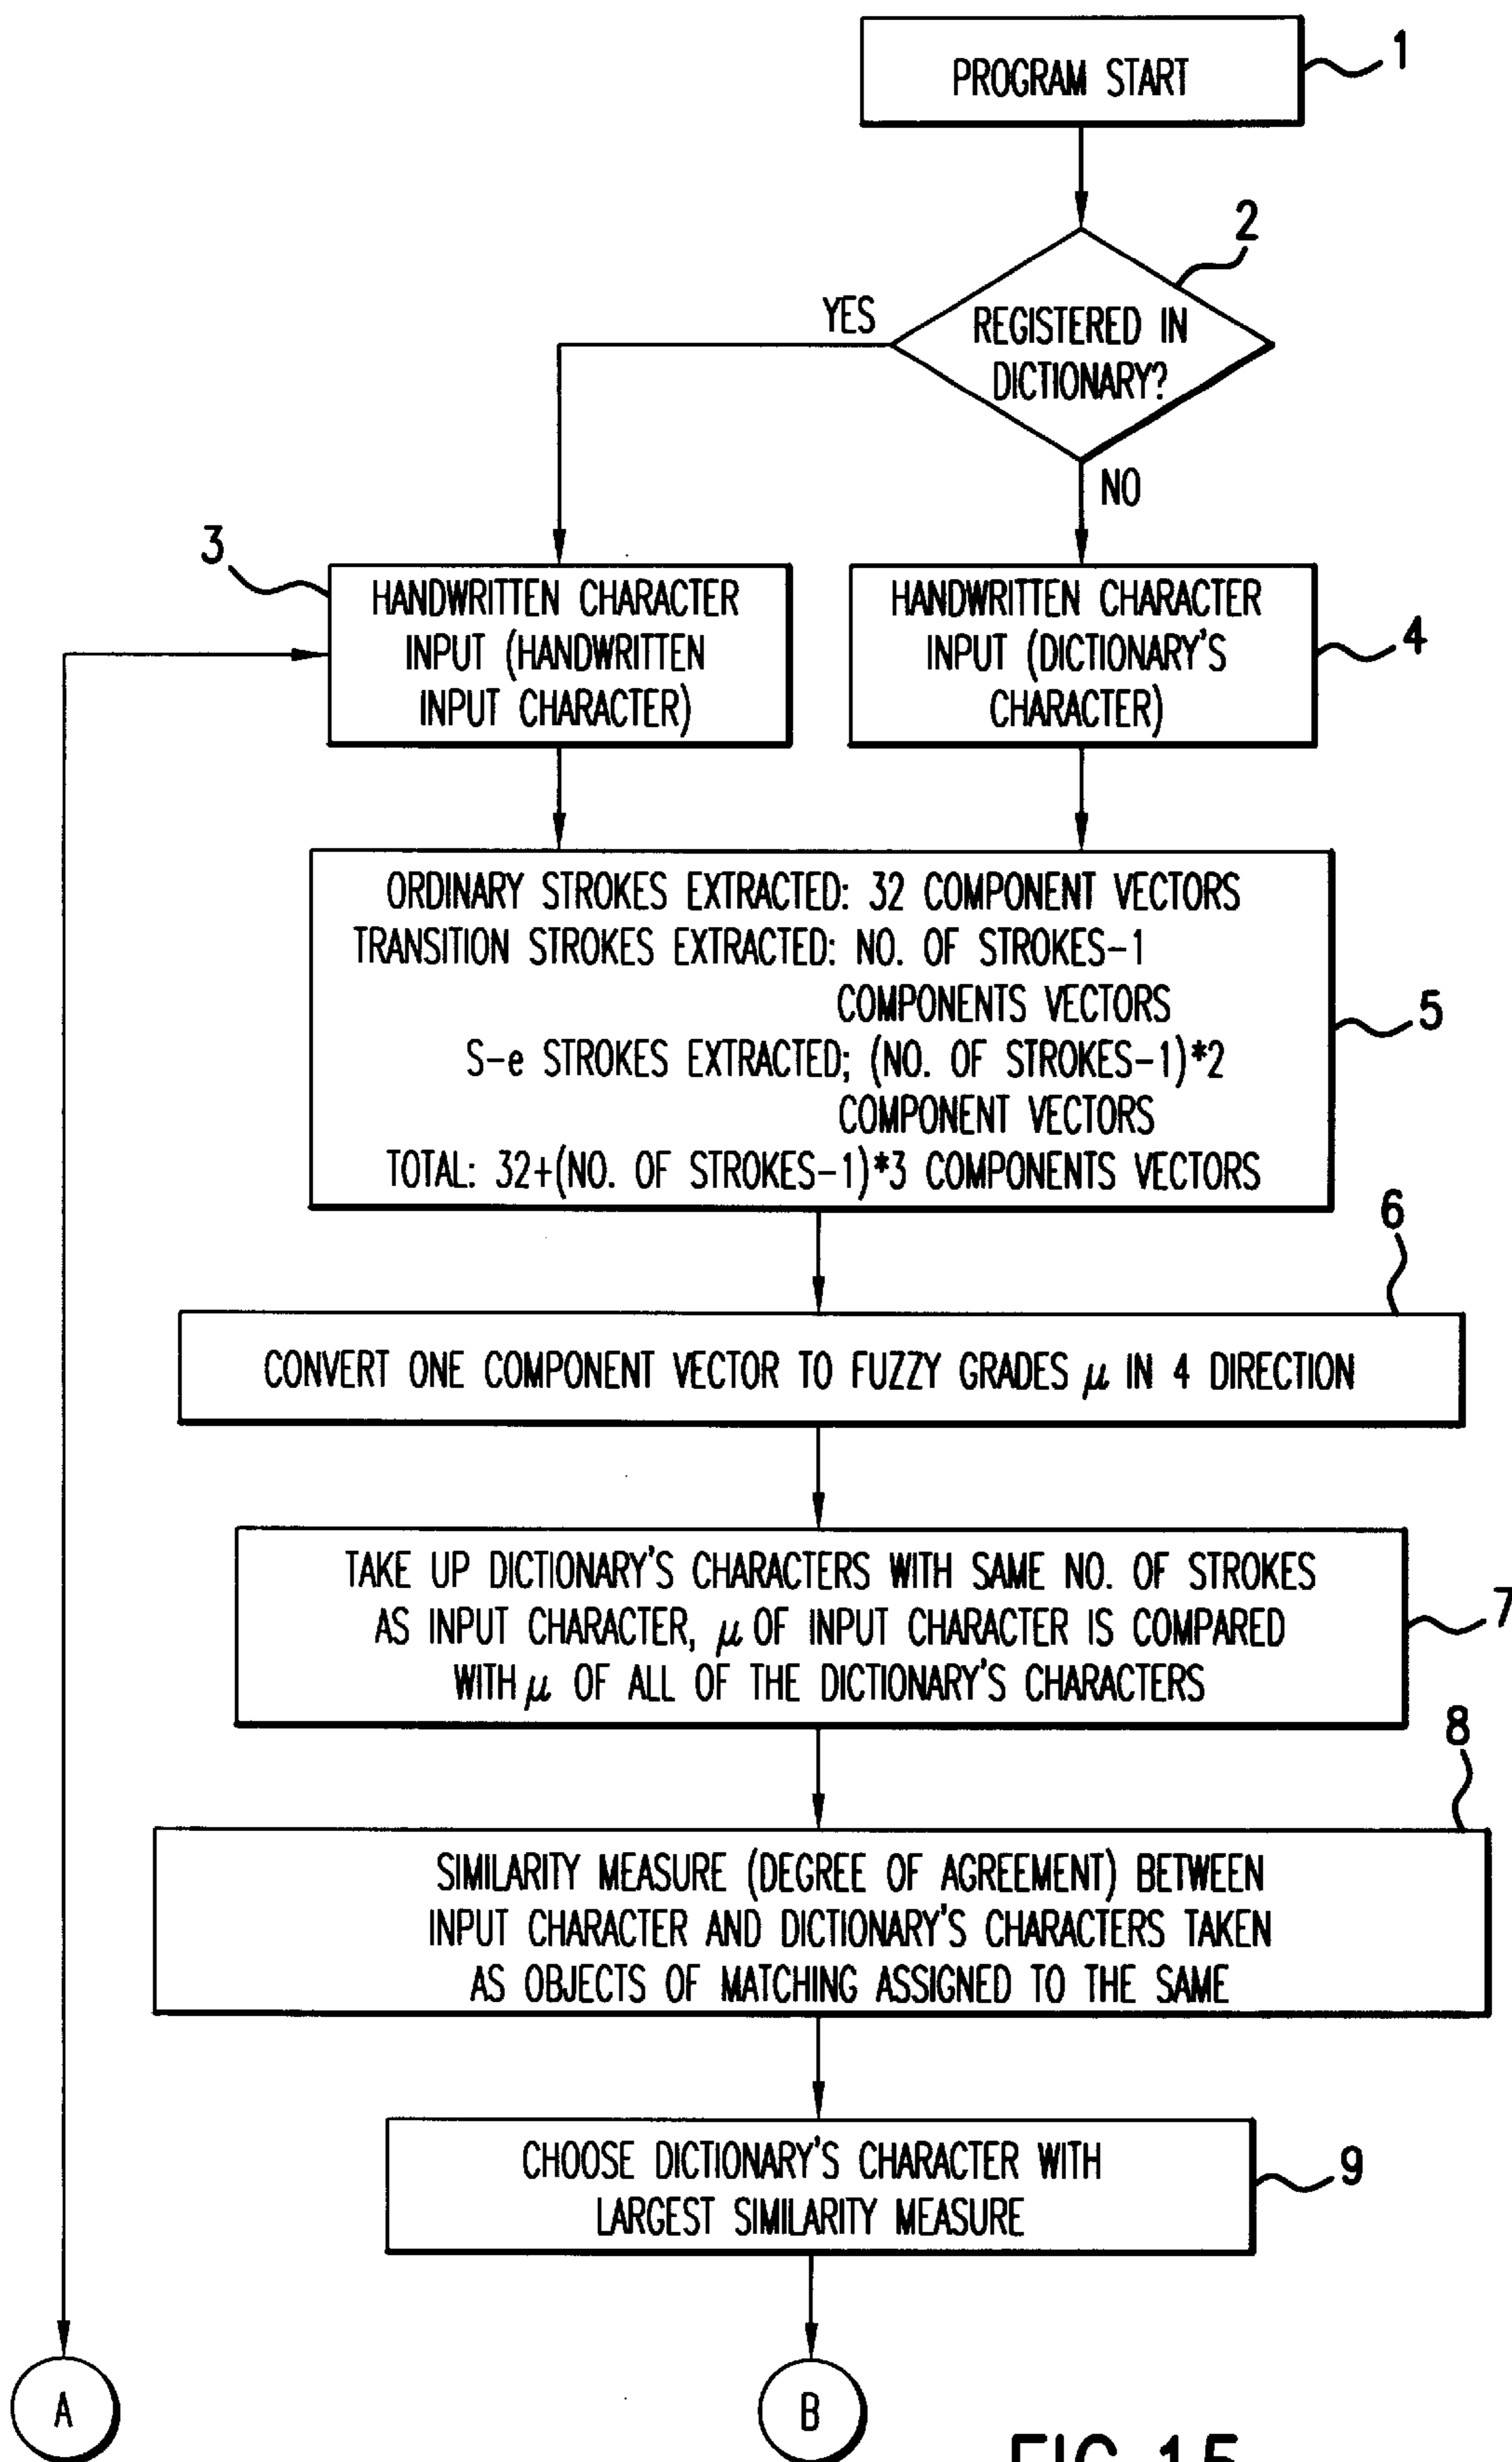 PROGRAM START
1
2
REGISTERED IN
DICTIONARY?
YES
NO
3
HANDWRITTEN CHARACTER
INPUT (HANDWRITTEN
INPUT CHARACTER)
HANDWRITTEN CHARACTER
INPUT (DICTIONARY'S
CHARACTER)
4
ORDINARY STROKES EXTRACTED: 32 COMPONENT VECTORS
TRANSITION STROKES EXTRACTED: NO. OF STROKES-1
COMPONENTS VECTORS
S-e STROKES EXTRACTED; (NO. OF STROKES-1)*2
COMPONENT VECTORS
TOTAL: 32+(NO. OF STROKES-1)*3 COMPONENTS VECTORS
5
6
CONVERT ONE COMPONENT VECTOR TO FUZZY GRADES μ IN 4 DIRECTION
TAKE UP DICTIONARY'S CHARACTERS WITH SAME NO. OF STROKES
AS INPUT CHARACTER, μ OF INPUT CHARACTER IS COMPARED
WITH μ OF ALL OF THE DICTIONARY'S CHARACTERS
7
8
SIMILARITY MEASURE (DEGREE OF AGREEMENT) BETWEEN
INPUT CHARACTER AND DICTIONARY'S CHARACTERS TAKEN
AS OBJECTS OF MATCHING ASSIGNED TO THE SAME
CHOOSE DICTIONARY'S CHARACTER WITH
LARGEST SIMILARITY MEASURE
9
A
B
FIG.15